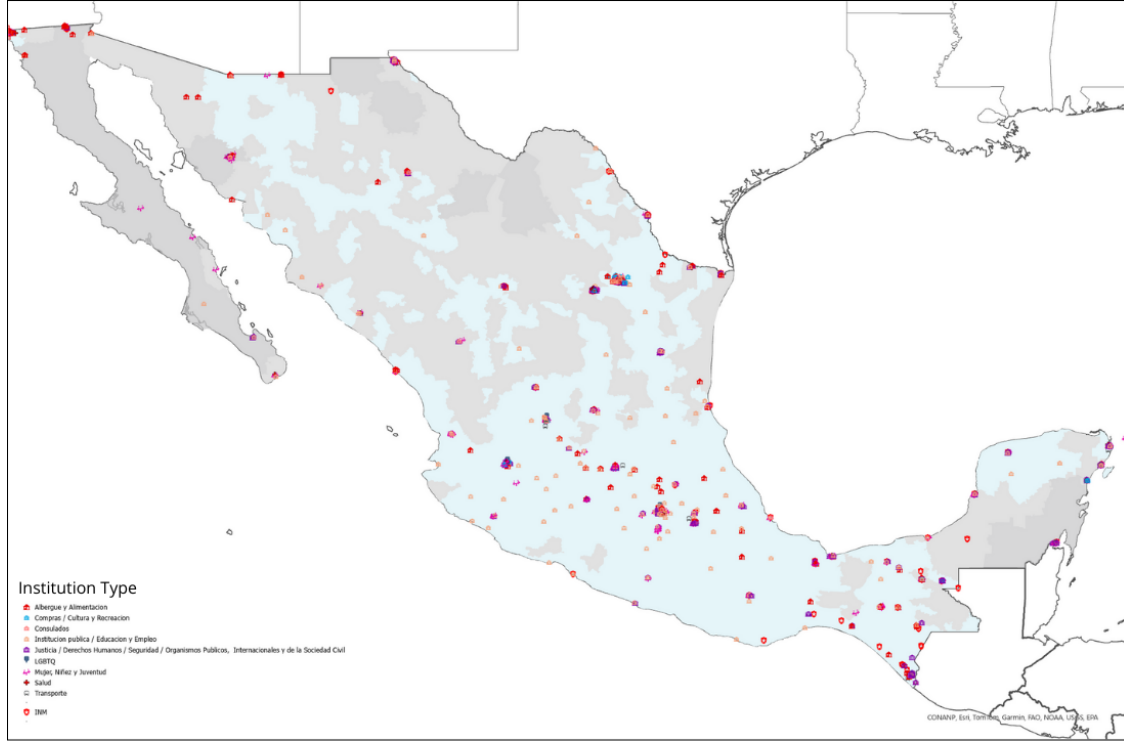 Institution Type
Albergue y Alimentacion
Compras / Cultura y Recreacion
Consulados
Institucion publica / Educacion y Empleo
Justicia / Derechos Humanos / Seguridad / Organismos Publicos, Internacionales y de la Sociedad Civil
LGBTQ
Mujer, Niñez y Juventud
Salud
Transporte
INM
CONANP, Esri, TomTom, Garmin, FAO, NOAA, USGS, EPA